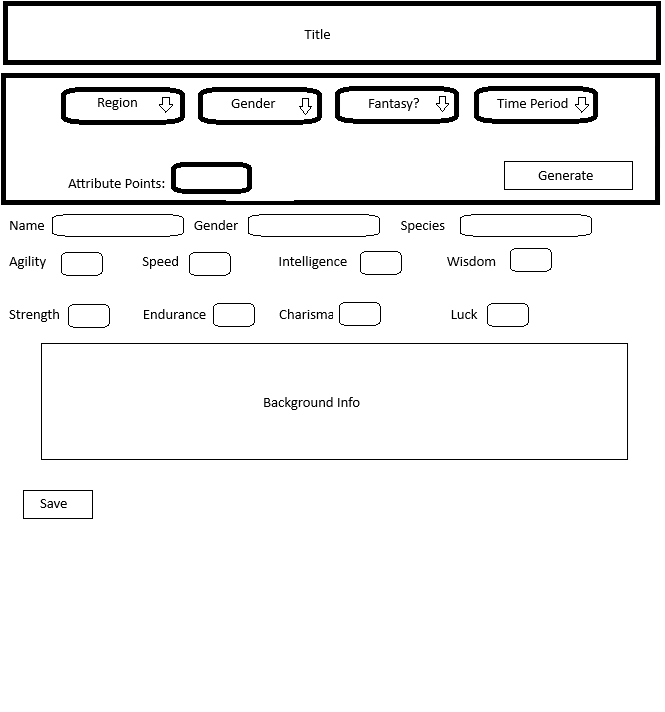 Title
Region Gender Fantasy? Time Period
Attribute Points: Generate
Name Gender Species
Agility Speed Intelligence Wisdom
Strength Endurance Charisma Luck
Background Info
Save